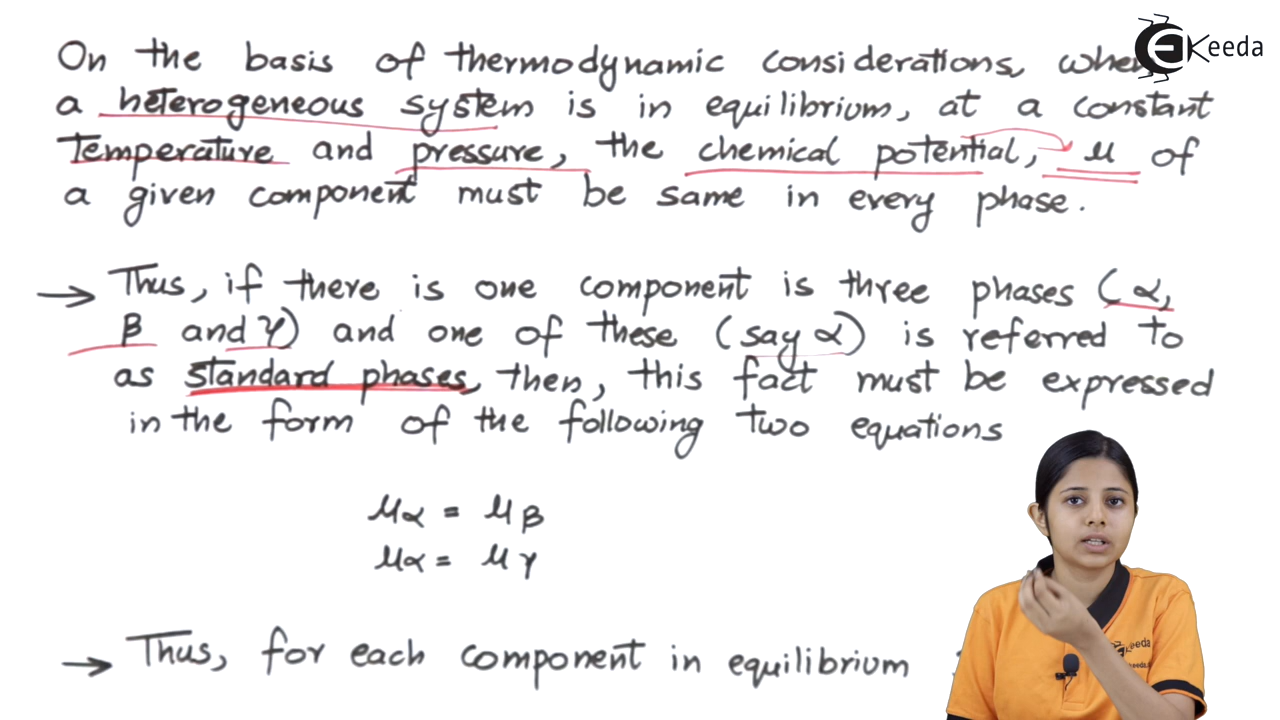 Keeda
On the basis of thermodynamic considerations, when
a heterogeneous system is in equilibrium, at a constant
Temperature and pressure, the chemical potential, μ of
a given component must be same in every phase.
→ Thus, if there is one component is three phases (α,
β and γ) and one of these (say α) is referred to
as standard phases, then, this fact must be expressed
in the form of the following two equations
μα = μβ
μα = μγ
→ Thus, for each component in equilibrium
Keeda